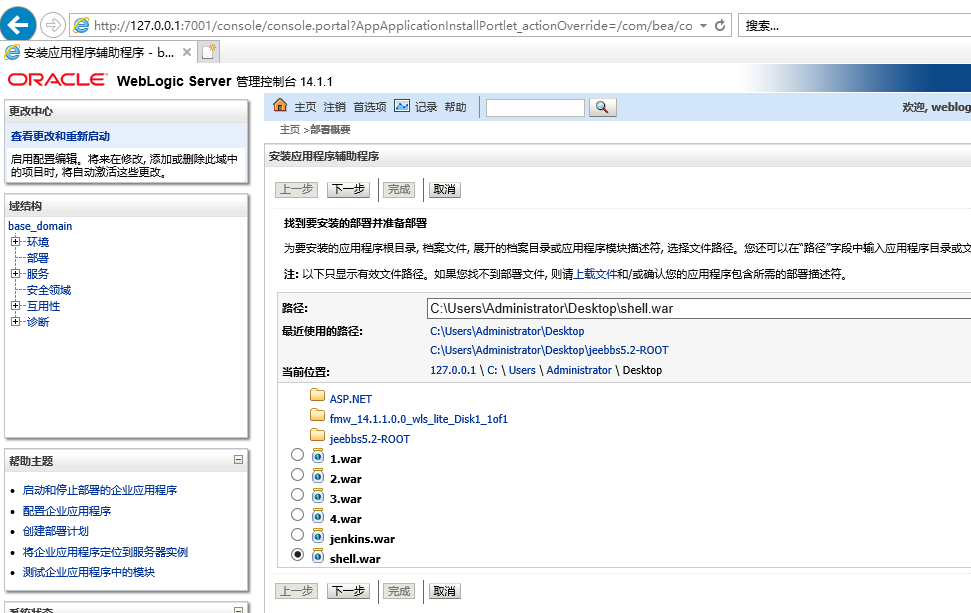 http://127.0.0.1:7001/console/console.portal?AppApplicationInstallPortlet_actionOverride=/com/bea/co
搜索...
安装应用程序辅助程序 - b...
ORACLE WebLogic Server 管理控制台 14.1.1
更改中心
查看更改和重新启动
启用配置编辑。将来在修改, 添加或删除此域中
的项目时, 将自动激活这些更改。
域结构
base_domain
环境
部署
服务
安全领域
互用性
诊断
帮助主题
启动和停止部署的企业应用程序
配置企业应用程序
创建部署计划
将企业应用程序定位到服务器实例
测试企业应用程序中的模块
系统状态
主页 注销 首选项 记录 帮助
欢迎, weblog
主页 >部署概要
安装应用程序辅助程序
上一步 下一步 完成 取消
找到要安装的部署并准备部署
为要安装的应用程序根目录, 档案文件, 展开的档案目录或应用程序模块描述符, 选择文件路径。您还可以在“路径”字段中输入应用程序目录或文
注: 以下只显示有效文件路径。如果您找不到部署文件, 则请上载文件和/或确认您的应用程序包含所需的部署描述符。
路径: C:\Users\Administrator\Desktop\shell.war
最近使用的路径: C:\Users\Administrator\Desktop
C:\Users\Administrator\Desktop\jeebbs5.2-ROOT
当前位置: 127.0.0.1 \ C: \ Users \ Administrator \ Desktop
ASP.NET
fmw_14.1.1.0.0_wls_lite_Disk1_1of1
jeebbs5.2-ROOT
1.war
2.war
3.war
4.war
jenkins.war
shell.war
上一步 下一步 完成 取消